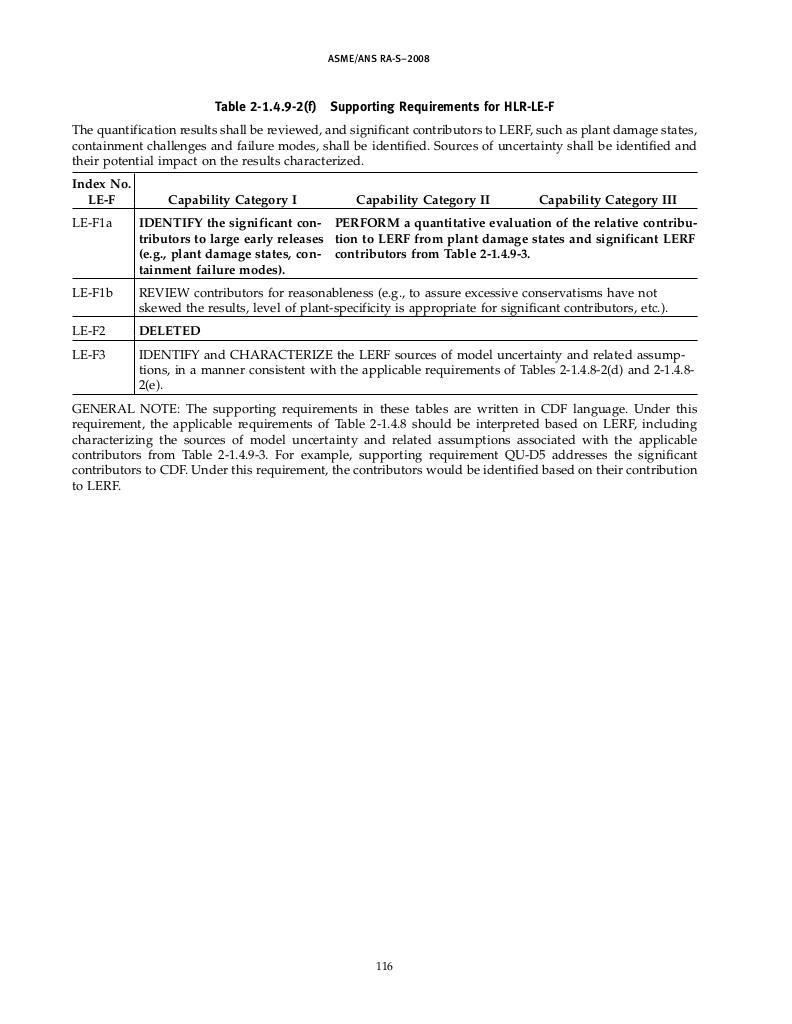 ASME/ANS RA-S–2008
Table 2-1.4.9-2(f) Supporting Requirements for HLR-LE-F
The quantification results shall be reviewed, and significant contributors to LERF, such as plant damage states,
containment challenges and failure modes, shall be identified. Sources of uncertainty shall be identified and
their potential impact on the results characterized.
Index No.
LE-F Capability Category I Capability Category II Capability Category III
LE-F1a IDENTIFY the significant con- PERFORM a quantitative evaluation of the relative contribu-
tributors to large early releases tion to LERF from plant damage states and significant LERF
(e.g., plant damage states, con- contributors from Table 2-1.4.9-3.
tainment failure modes).
LE-F1b REVIEW contributors for reasonableness (e.g., to assure excessive conservatisms have not
skewed the results, level of plant-specificity is appropriate for significant contributors, etc.).
LE-F2 DELETED
LE-F3 IDENTIFY and CHARACTERIZE the LERF sources of model uncertainty and related assump-
tions, in a manner consistent with the applicable requirements of Tables 2-1.4.8-2(d) and 2-1.4.8-
2(e).
GENERAL NOTE: The supporting requirements in these tables are written in CDF language. Under this
requirement, the applicable requirements of Table 2-1.4.8 should be interpreted based on LERF, including
characterizing the sources of model uncertainty and related assumptions associated with the applicable
contributors from Table 2-1.4.9-3. For example, supporting requirement QU-D5 addresses the significant
contributors to CDF. Under this requirement, the contributors would be identified based on their contribution
to LERF.
116